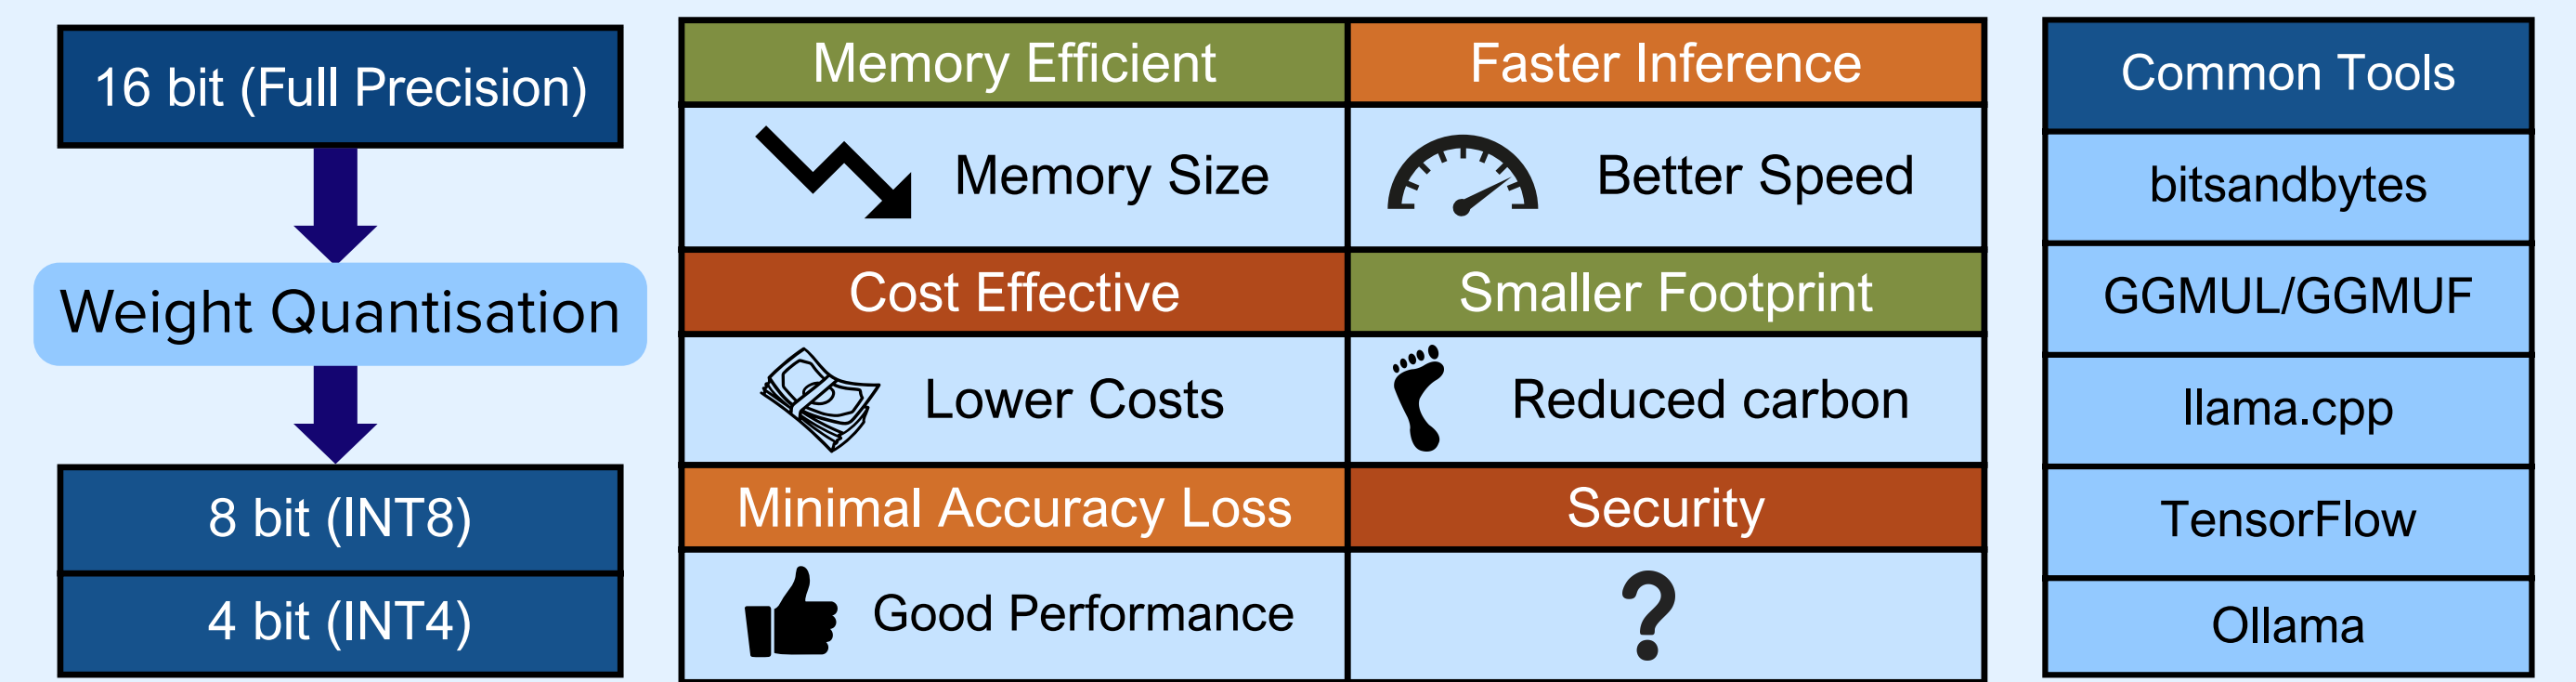 16 bit (Full Precision)
Weight Quantisation
8 bit (INT8)
4 bit (INT4)
Memory Efficient
Faster Inference
Memory Size
Better Speed
Cost Effective
Smaller Footprint
Lower Costs
Reduced carbon
Minimal Accuracy Loss
Security
Good Performance
?
Common Tools
bitsandbytes
GGMUL/GGMUF
llama.cpp
TensorFlow
Ollama